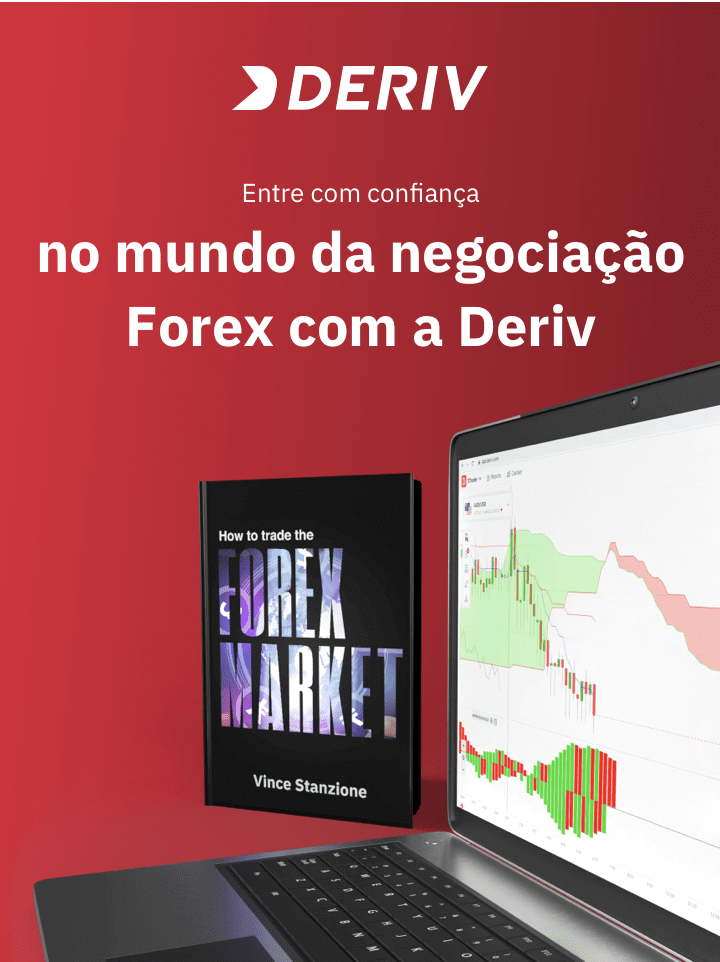 DERIV
Entre com confiança
no mundo da negociação
Forex com a Deriv
How to trade the
FOREX
MARKET
Vince Stanzione